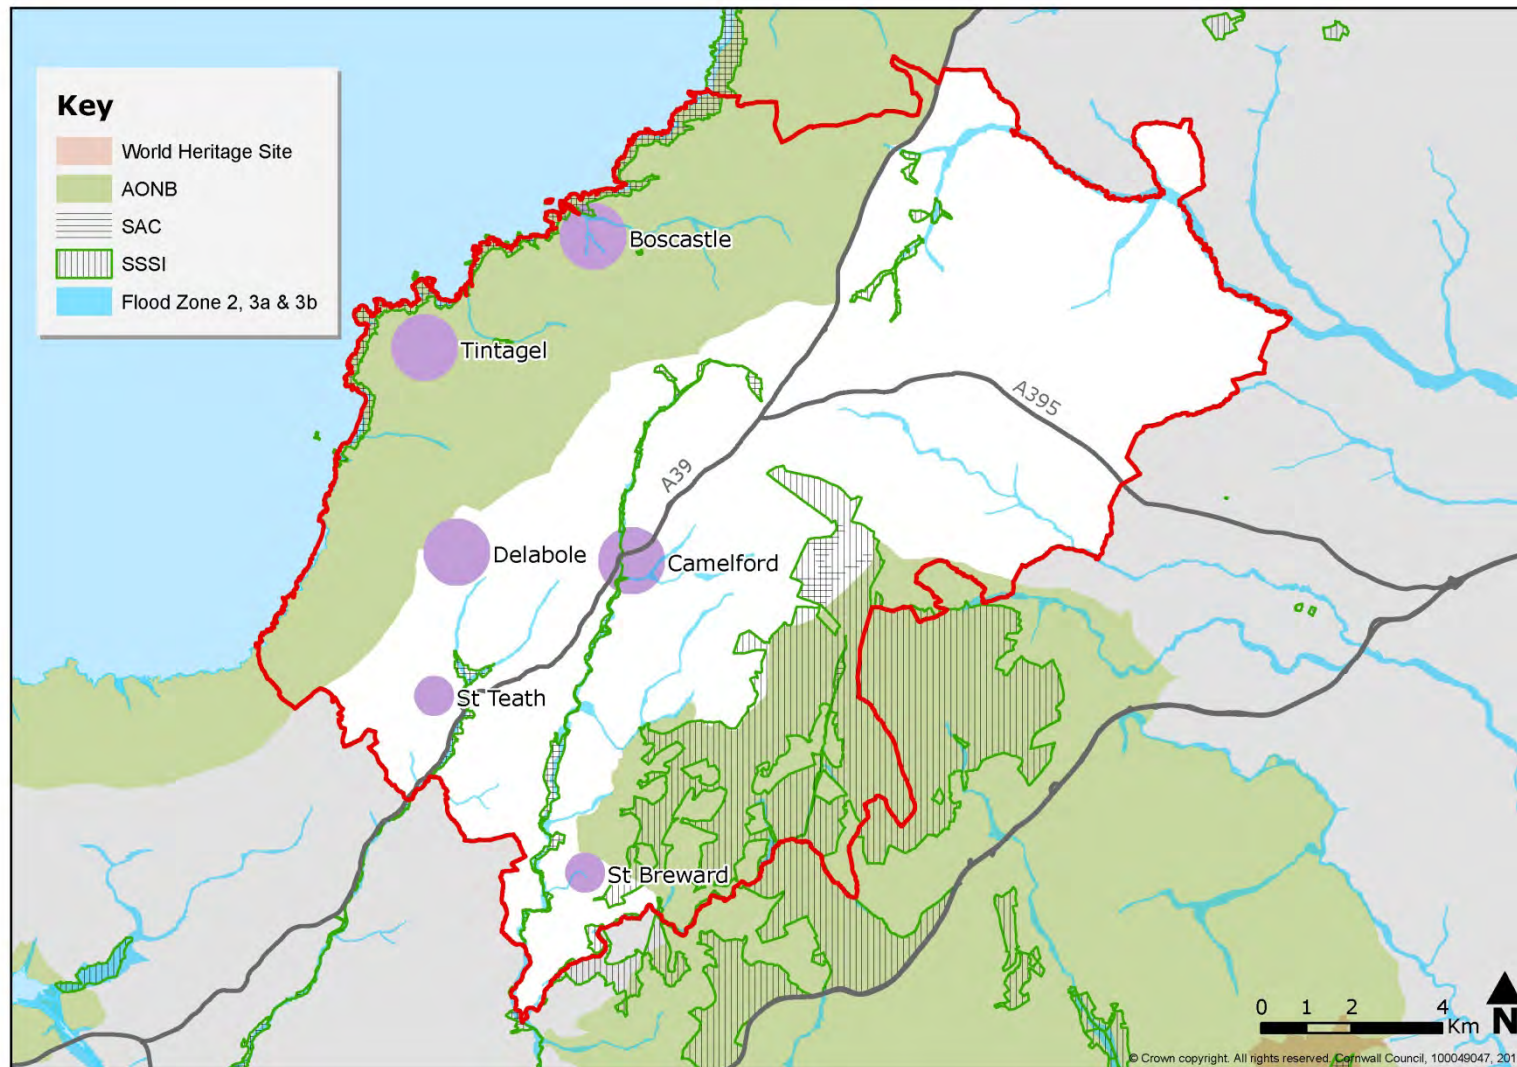 Key
World Heritage Site
AONB
SAC
SSSI
Flood Zone 2, 3a & 3b
Boscastle
Tintagel
A395
A39
Delabole
Camelford
St Teath
St Breward
0 1 2 4
Km
N
© Crown copyright. All rights reserved. Cornwall Council, 100049047, 201